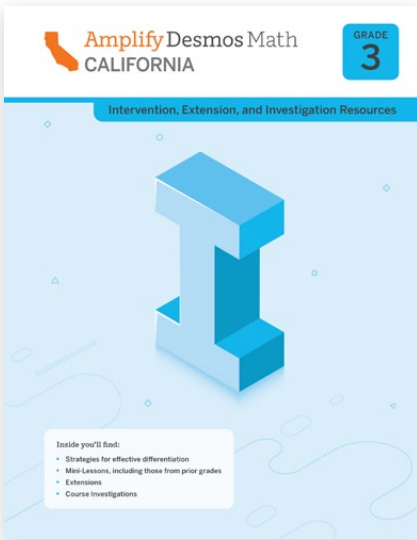 Amplify Desmos Math
CALIFORNIA
GRADE
3
Intervention, Extension, and Investigation Resources
I
Inside you'll find:
• Strategies for effective differentiation
• Mini-Lessons, including those from prior grades
• Extensions
• Course Investigations